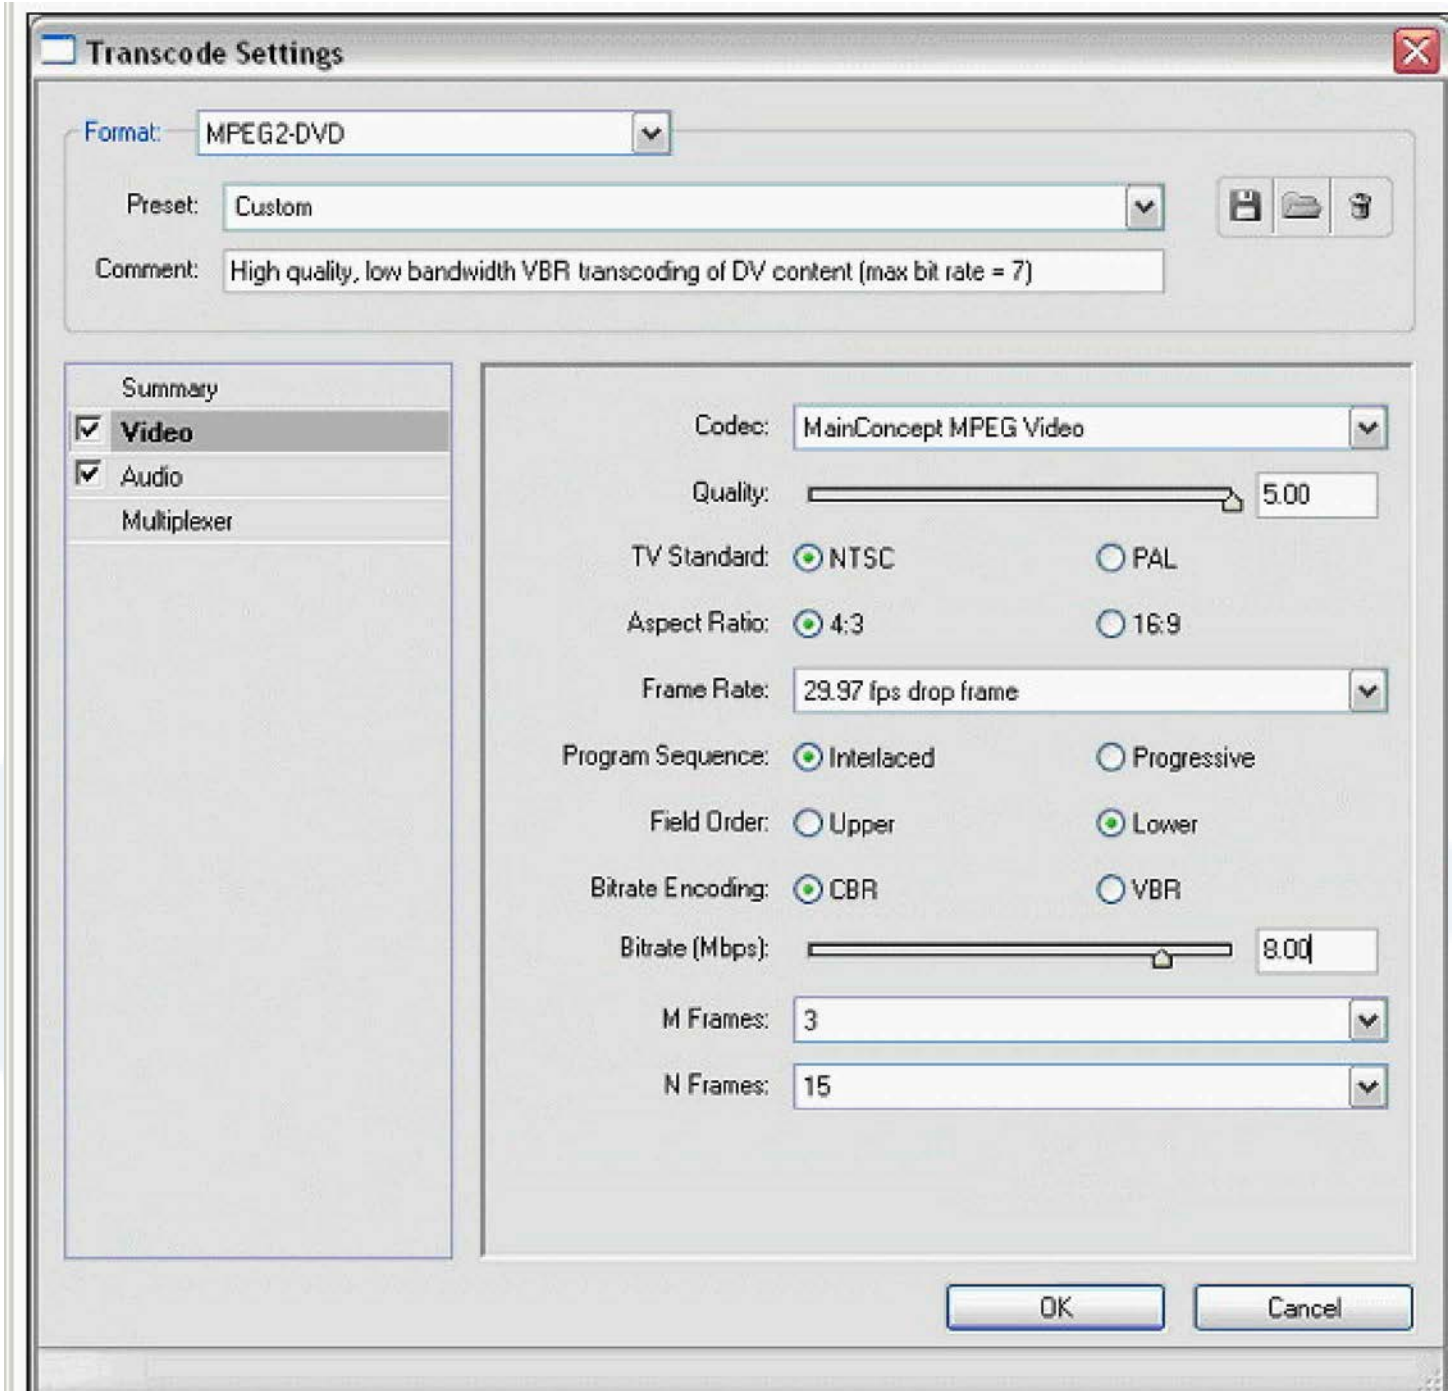 Transcode Settings
Format: MPEG2-DVD
Preset: Custom
Comment: High quality, low bandwidth VBR transcoding of DV content (max bit rate = 7)
Summary
Video
Audio
Multiplexer
Codec: MainConcept MPEG Video
Quality: 5.00
TV Standard: NTSC PAL
Aspect Ratio: 4:3 16:9
Frame Rate: 29.97 fps drop frame
Program Sequence: Interlaced Progressive
Field Order: Upper Lower
Bitrate Encoding: CBR VBR
Bitrate (Mbps): 8.00
M Frames: 3
N Frames: 15
OK Cancel